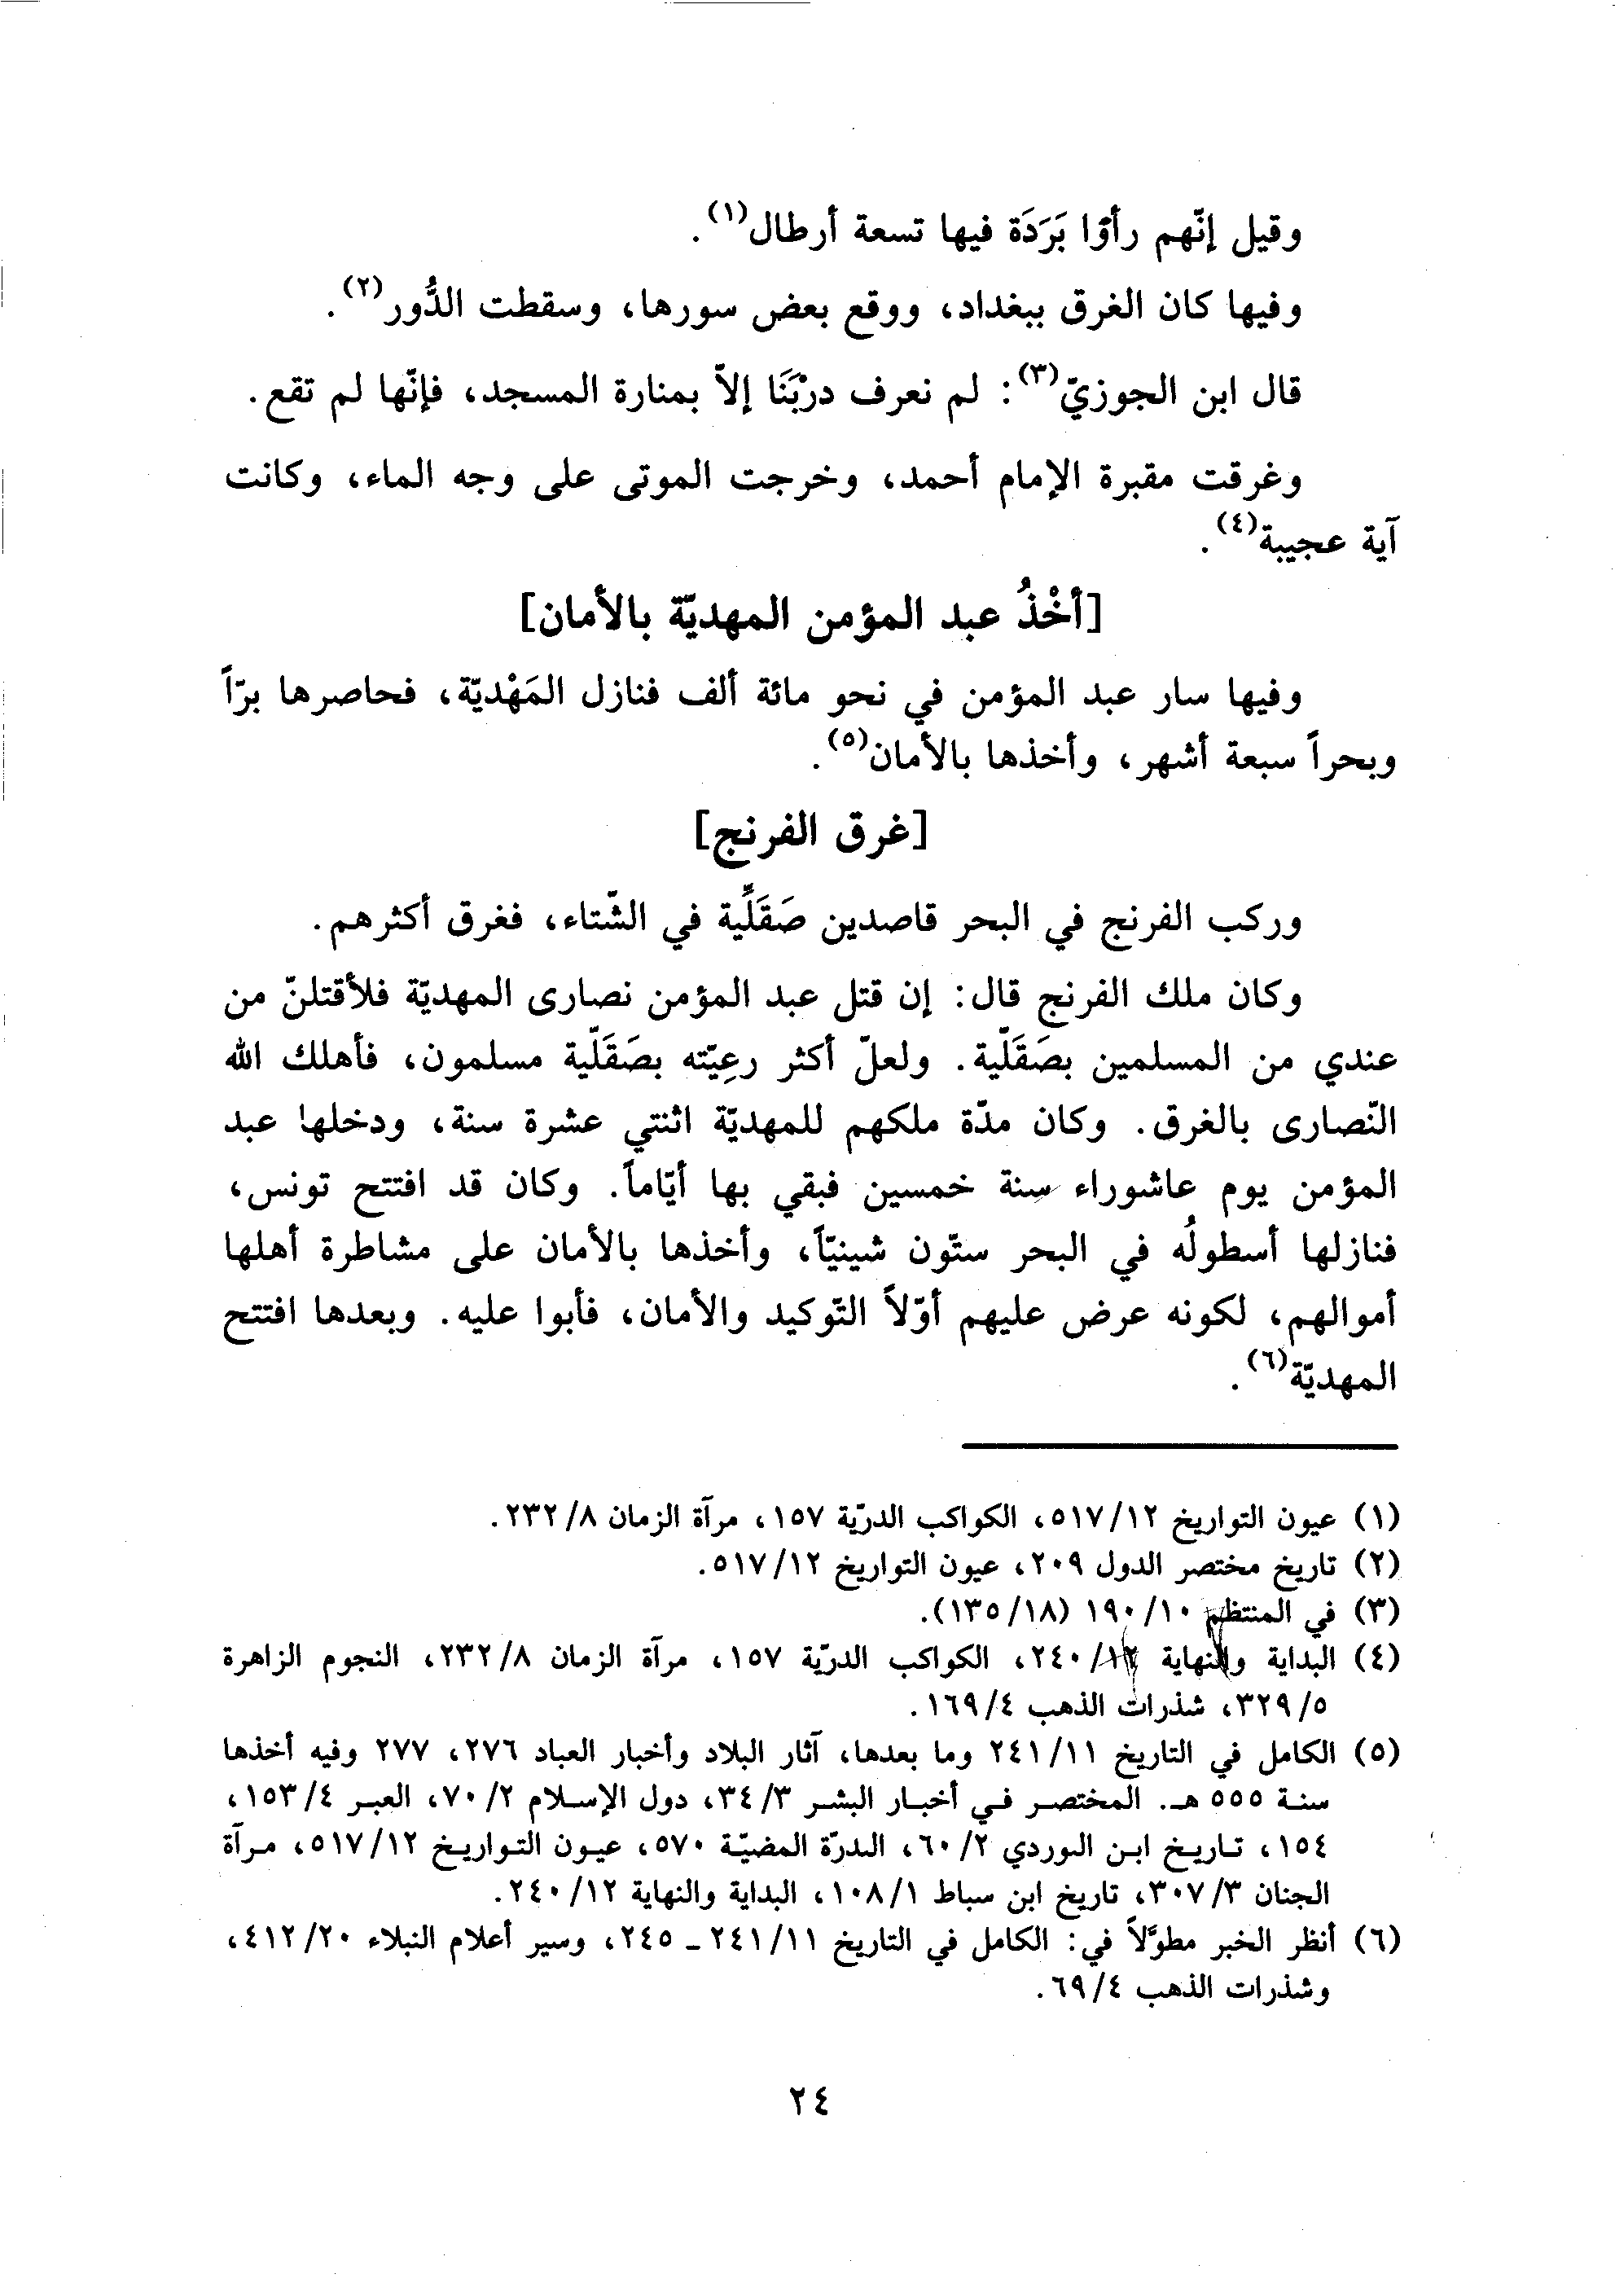 وقيل إنّهم رأوْا بَرَدَة فيها تسعة أرطال(١).
وفيها كان الغرق ببغداد، ووقع بعض سورها، وسقطت الدُّور(٢).
قال ابن الجوزيّ(٣): لم نعرف دربْنَا إلاّ بمنارة المسجد، فإنّها لم تقع.
وغرقت مقبرة الإمام أحمد، وخرجت الموتى على وجه الماء، وكانت
آية عجيبة(٤).
[أخْذُ عبد المؤمن المهديّة بالأمان]
وفيها سار عبد المؤمن في نحو مائة ألف فنازل المَهْديّة، فحاصرها برّاً
وبحراً سبعة أشهر، وأخذها بالأمان(٥).
[غرق الفرنج]
وركب الفرنج في البحر قاصدين صَقَلِّية في الشّتاء، فغرق أكثرهم.
وكان ملك الفرنج قال: إن قتل عبد المؤمن نصارى المهديّة فلأقتلنّ من
عندي من المسلمين بصَقَلّية. ولعلّ أكثر رعِيّته بصَقَلّية مسلمون، فأهلك الله
النّصارى بالغرق. وكان مدّة ملكهم للمهديّة اثنتي عشرة سنة، ودخلها عبد
المؤمن يوم عاشوراء سنة خمسين فبقي بها أيّاماً. وكان قد افتتح تونس،
فنازلها أسطولُه في البحر ستّون شينيّاً، وأخذها بالأمان على مشاطرة أهلها
أموالهم، لكونه عرض عليهم أوّلاً التّوكيد والأمان، فأبوا عليه. وبعدها افتتح
المهديّة(٦).
(١) عيون التواريخ ٥١٧/١٢، الكواكب الدريّة ١٥٧، مرآة الزمان ٢٣٢/٨.
(٢) تاريخ مختصر الدول ٢٠٩، عيون التواريخ ٥١٧/١٢.
(٣) في المنتظم ١٩٠/١٠ (١٣٥/١٨).
(٤) البداية والنهاية ٢٤٠/١٢، الكواكب الدريّة ١٥٧، مرآة الزمان ٢٣٢/٨، النجوم الزاهرة
٣٢٩/٥، شذرات الذهب ١٦٩/٤.
(٥) الكامل في التاريخ ٢٤١/١١ وما بعدها، آثار البلاد وأخبار العباد ٢٧٦، ٢٧٧ وفيه أخذها
سنة ٥٥٥ هـ. المختصر في أخبار البشر ٣٤/٣، دول الإسلام ٧٠/٢، العبر ١٥٣/٤،
١٥٤، تاريخ ابن الوردي ٦٠/٢، الدرّة المضيّة ٥٧٠، عيون التواريخ ٥١٧/١٢، مرآة
الجنان ٣٠٧/٣، تاريخ ابن سباط ١٠٨/١، البداية والنهاية ٢٤٠/١٢.
(٦) أنظر الخبر مطوَّلاً في: الكامل في التاريخ ٢٤١/١١ ـ ٢٤٥، وسير أعلام النبلاء ٤١٢/٢٠،
وشذرات الذهب ٦٩/٤.
٢٤